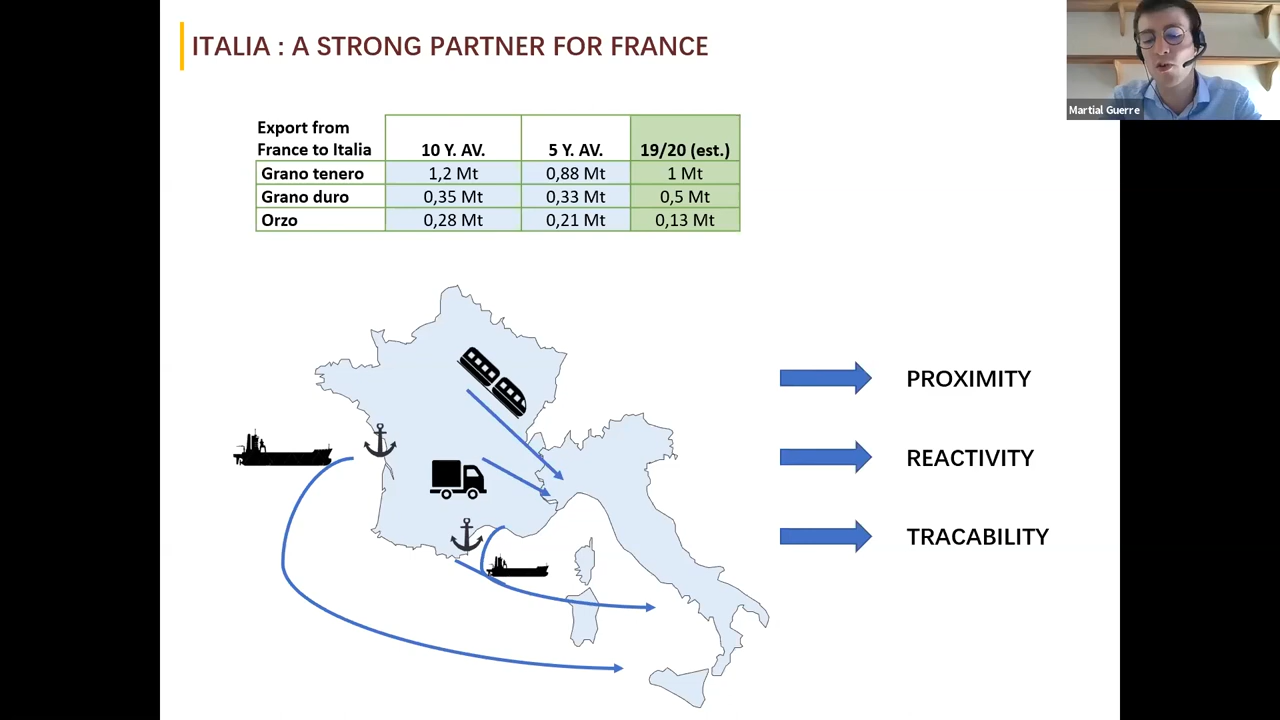 ITALIA : A STRONG PARTNER FOR FRANCE
Martial Guerre
Export from
France to Italia
10 Y. AV.
5 Y. AV.
19/20 (est.)
Grano tenero
1,2 Mt
0,88 Mt
1 Mt
Grano duro
0,35 Mt
0,33 Mt
0,5 Mt
Orzo
0,28 Mt
0,21 Mt
0,13 Mt
PROXIMITY
REACTIVITY
TRACABILITY